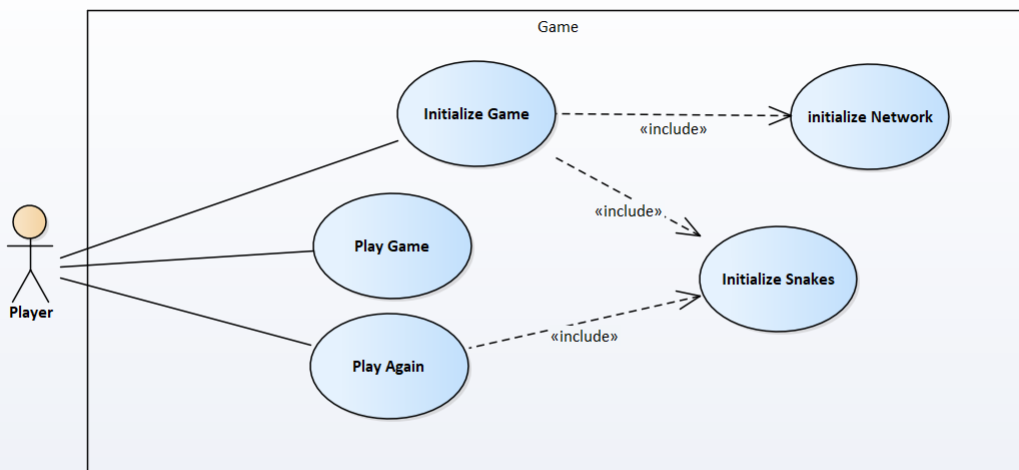 Game
Initialize Game
initialize Network
«include»
«include»
Play Game
Initialize Snakes
Player
«include»
Play Again